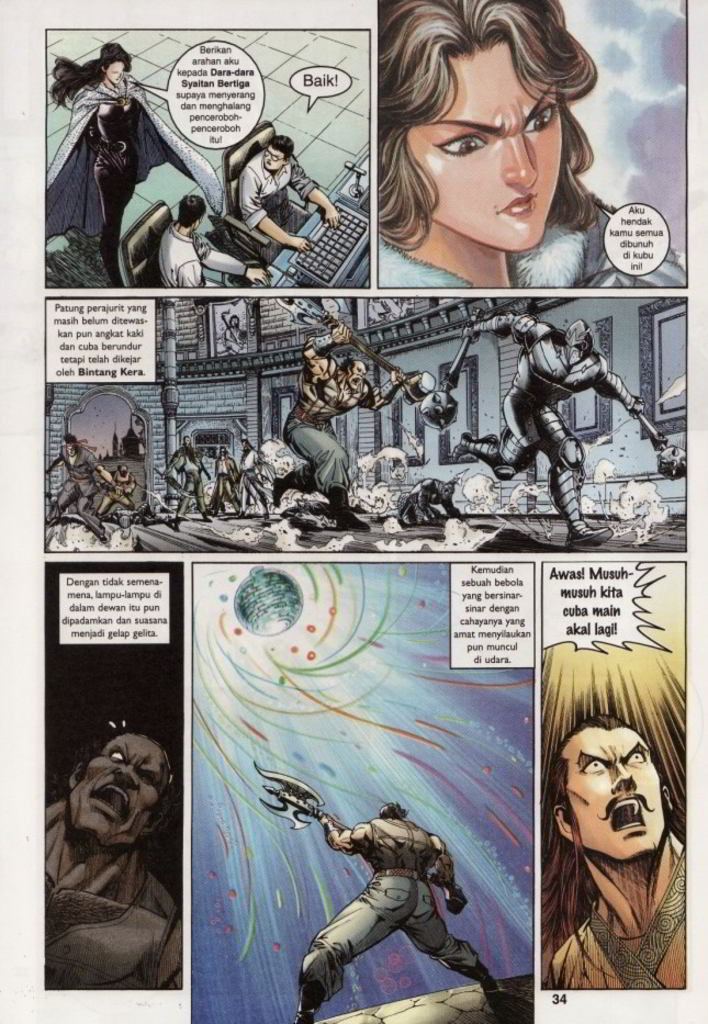 Berikan
arahan aku
kepada Dara-dara
Syaitan Bertiga
supaya menyerang
dan menghalang
penceroboh-
penceroboh
itu!
Baik!
Aku
hendak
kamu semua
dibunuh
di kubu
ini!
Patung perajurit yang
masih belum ditewas-
kan pun angkat kaki
dan cuba berundur
tetapi telah dikejar
oleh Bintang Kera.
Dengan tidak semena-
mena, lampu-lampu di
dalam dewan itu pun
dipadamkan dan suasana
menjadi gelap gelita.
Kemudian
sebuah bebola
yang bersinar-
sinar dengan
cahayanya yang
amat menyilaukan
pun muncul
di udara.
Awas! Musuh-
musuh kita
cuba main
akal lagi!
34